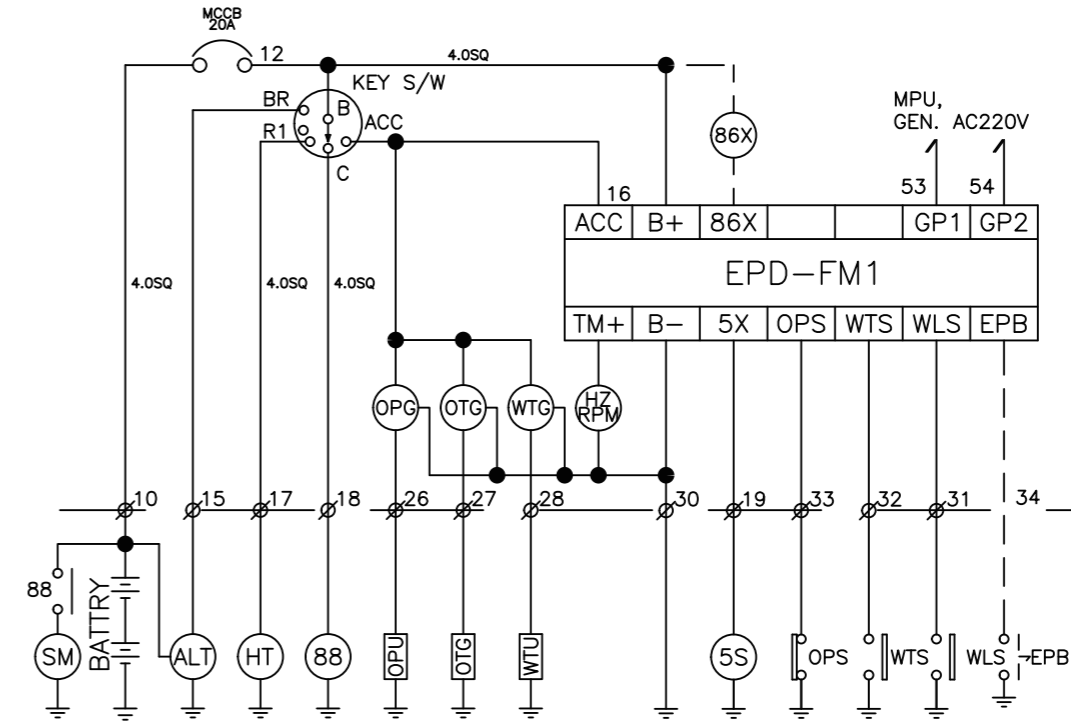 MCCB
20A
12
4.0SQ
KEY S/W
BR
B
R1
ACC
C
86X
MPU,
GEN. AC220V
16
53
54
ACC B+ 86X GP1 GP2
EPD-FM1
TM+ B- 5X OPS WTS WLS EPB
4.0SQ
4.0SQ
4.0SQ
OPG
OTG
WTG
HZ
RPM
10
15
17
18
26
27
28
30
19
33
32
31
34
88
SM
BATTRY
ALT
HT
88
OPU
OTG
WTU
5S
OPS
WTS
WLS
EPB